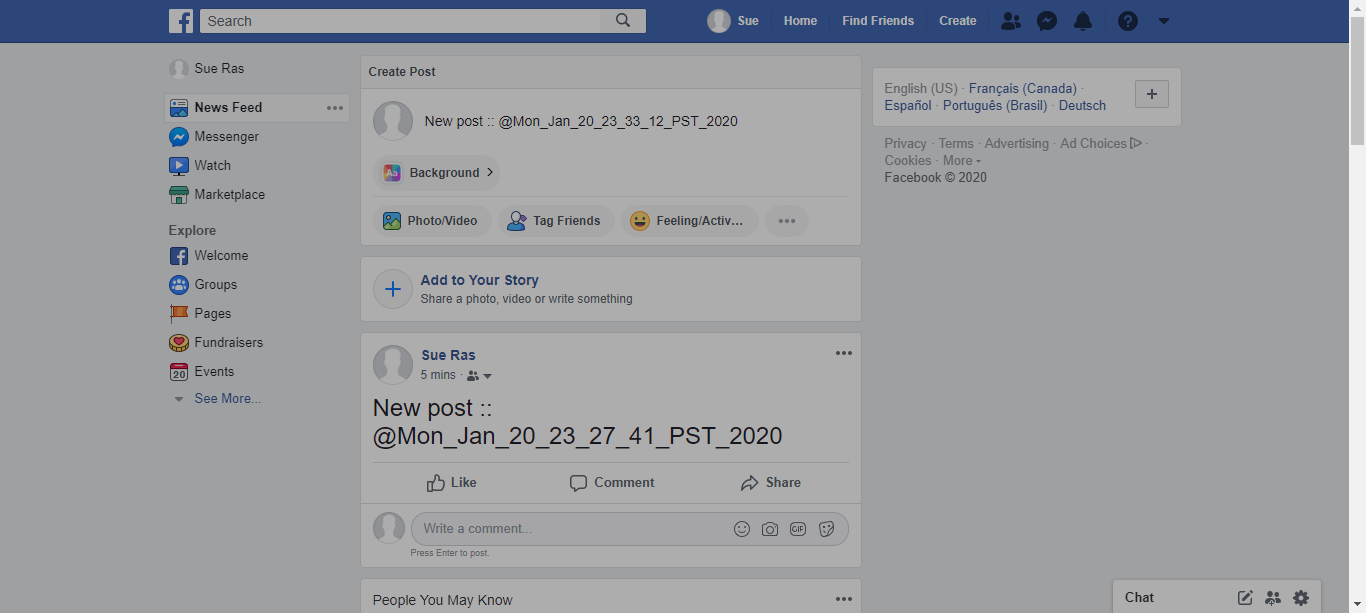 Search
Sue
Home
Find Friends
Create
Sue Ras
News Feed
Messenger
Watch
Marketplace
Explore
Welcome
Groups
Pages
Fundraisers
20
Events
See More...
Create Post
New post :: @Mon_Jan_20_23_33_12_PST_2020
Aa Background
Photo/Video
Tag Friends
Feeling/Activ...
Add to Your Story
Share a photo, video or write something
Sue Ras
5 mins ·
New post ::
@Mon_Jan_20_23_27_41_PST_2020
Like
Comment
Share
Write a comment...
GIF
Press Enter to post.
People You May Know
English (US) · Français (Canada) ·
Español · Português (Brasil) · Deutsch
Privacy · Terms · Advertising · Ad Choices ·
Cookies · More
Facebook © 2020
Chat